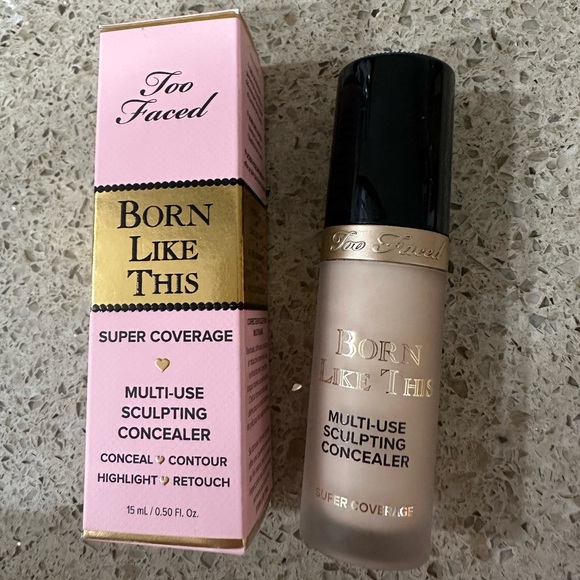 Too
Faced
BORN
LIKE
THIS
SUPER COVERAGE
MULTI-USE
SCULPTING
CONCEALER
CONCEAL CONTOUR
HIGHLIGHT RETOUCH
15 mL / 0.50 Fl. Oz.
Too Faced
BORN
LIKE THIS
MULTI-USE
SCULPTING
CONCEALER
SUPER COVERAGE